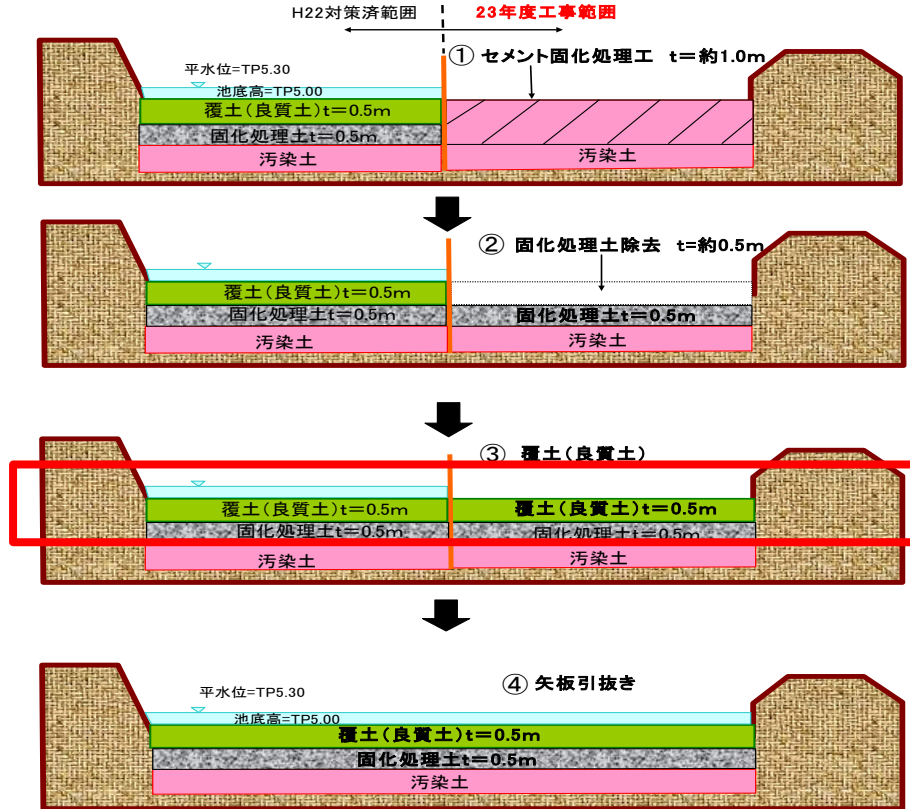 H22対策済範囲
23年度工事範囲
① セメント固化処理工 t=約1.0m
平水位=TP5.30
池底高=TP5.00
覆土(良質土)t=0.5m
固化処理土t=0.5m
汚染土
汚染土
② 固化処理土除去 t=約0.5m
覆土(良質土)t=0.5m
固化処理土t=0.5m
固化処理土t=0.5m
汚染土
汚染土
③ 覆土(良質土)
覆土(良質土)t=0.5m
覆土(良質土)t=0.5m
固化処理土t=0.5m
固化処理土t=0.5m
汚染土
汚染土
④ 矢板引抜き
平水位=TP5.30
池底高=TP5.00
覆土(良質土)t=0.5m
固化処理土t=0.5m
汚染土